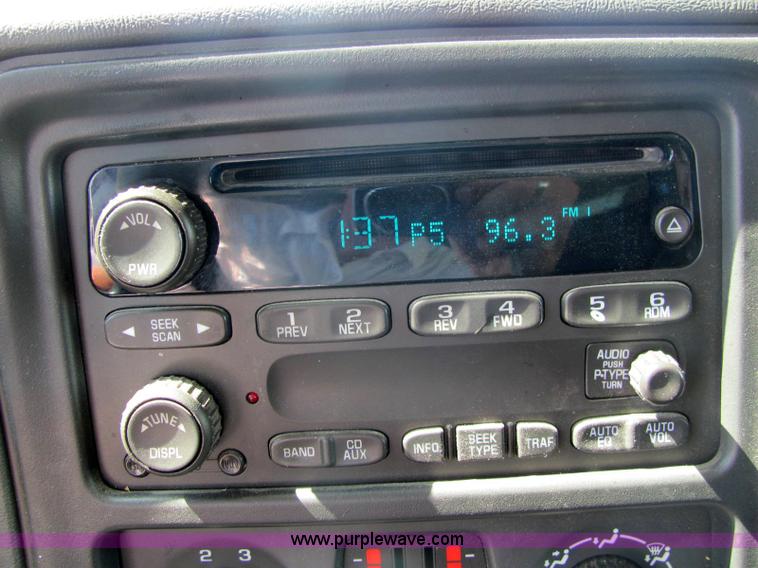 VOL
PWR
1:37 P5 96.3 FM 1
SEEK
SCAN
1
PREV
2
NEXT
3
REV
4
FWD
5
6
RDM
AUDIO
PUSH
P-TYPE
TURN
TUNE
DISPL
BAND
CD
AUX
INFO
SEEK
TYPE
TRAF
AUTO
EQ
AUTO
VOL
www.purplewave.com
2 3